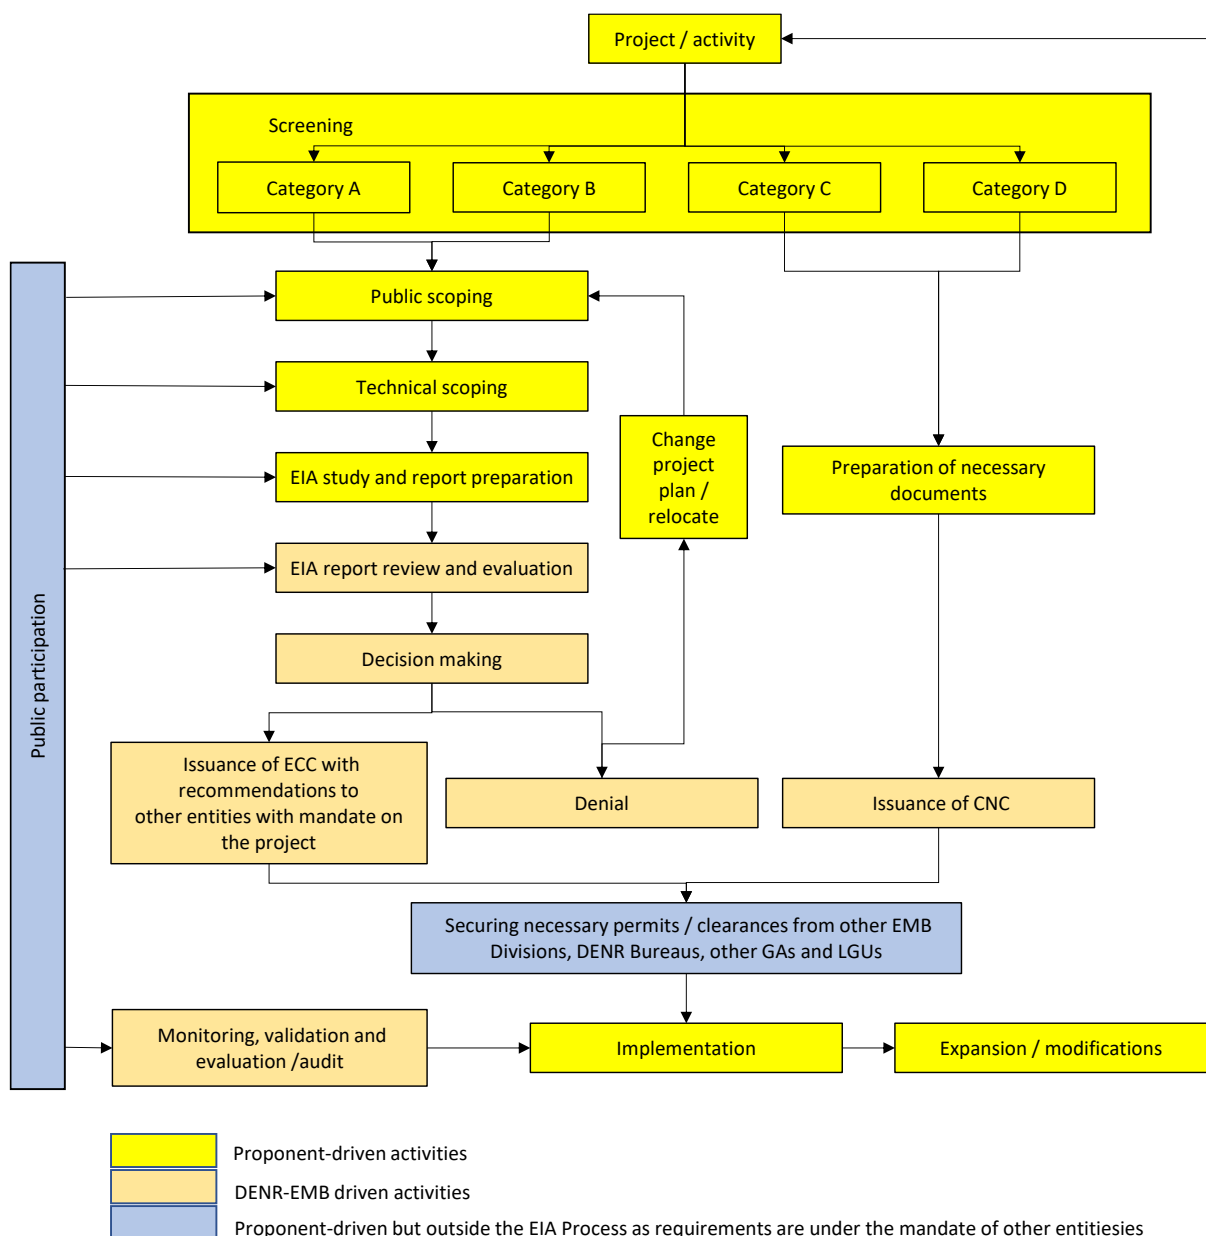 Project / activity
Screening
Category A
Category B
Category C
Category D
Public participation
Public scoping
Technical scoping
EIA study and report preparation
Change
project
plan /
relocate
Preparation of necessary
documents
EIA report review and evaluation
Decision making
Issuance of ECC with
recommendations to
other entities with mandate on
the project
Denial
Issuance of CNC
Securing necessary permits / clearances from other EMB
Divisions, DENR Bureaus, other GAs and LGUs
Monitoring, validation and
evaluation /audit
Implementation
Expansion / modifications
Proponent-driven activities
DENR-EMB driven activities
Proponent-driven but outside the EIA Process as requirements are under the mandate of other entitiesies